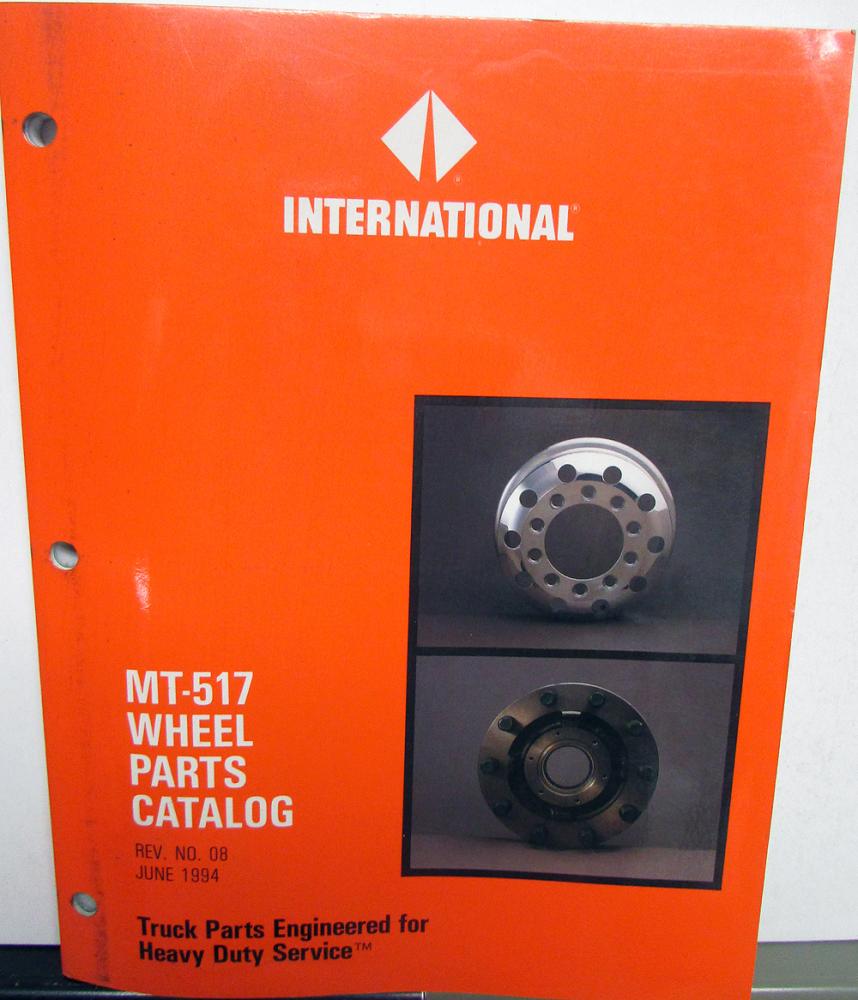 INTERNATIONAL®
MT-517
WHEEL
PARTS
CATALOG
REV. NO. 08
JUNE 1994
Truck Parts Engineered for
Heavy Duty Service™